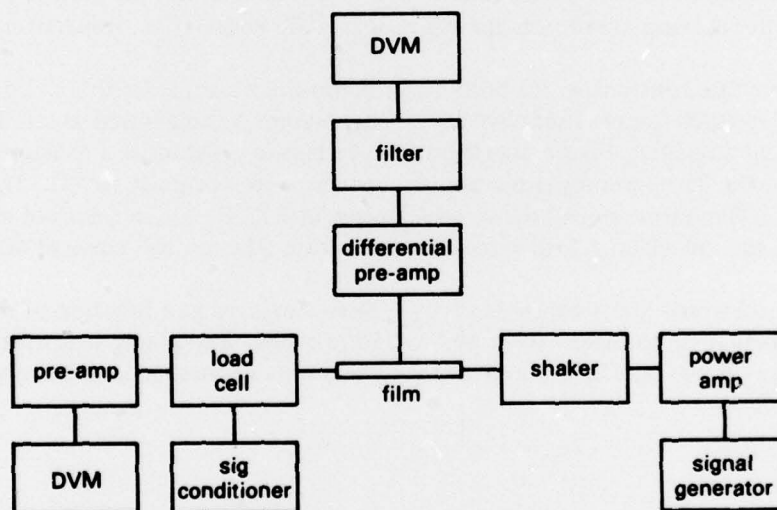 DVM
filter
differential
pre-amp
pre-amp
load
cell
film
shaker
power
amp
DVM
sig
conditioner
signal
generator